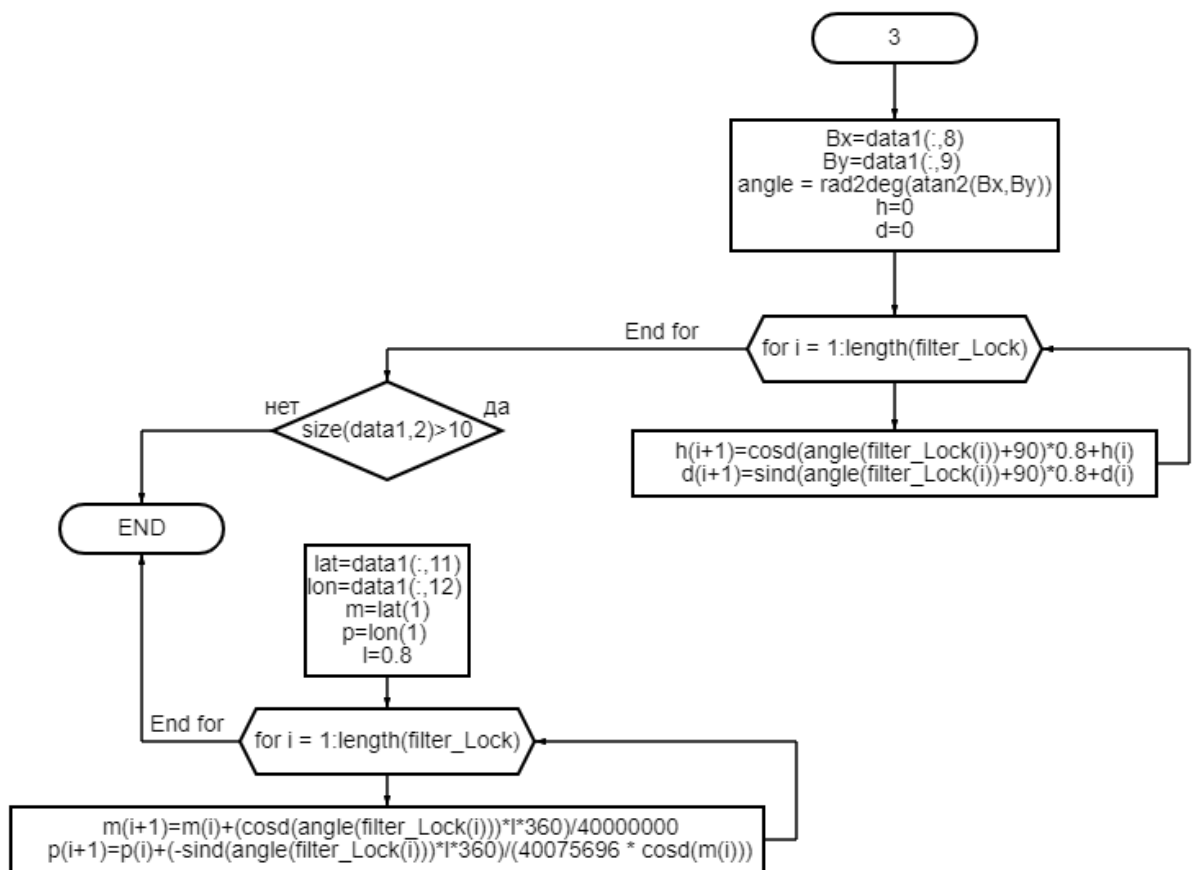 3
Bx=data1(:,8)
By=data1(:,9)
angle = rad2deg(atan2(Bx,By))
h=0
d=0
for i = 1:length(filter_Lock)
End for
h(i+1)=cosd(angle(filter_Lock(i))+90)*0.8+h(i)
d(i+1)=sind(angle(filter_Lock(i))+90)*0.8+d(i)
нет
да
size(data1,2)>10
END
lat=data1(:,11)
lon=data1(:,12)
m=lat(1)
p=lon(1)
l=0.8
End for
for i = 1:length(filter_Lock)
m(i+1)=m(i)+(cosd(angle(filter_Lock(i)))*l*360)/40000000
p(i+1)=p(i)+(-sind(angle(filter_Lock(i)))*l*360)/(40075696 * cosd(m(i)))